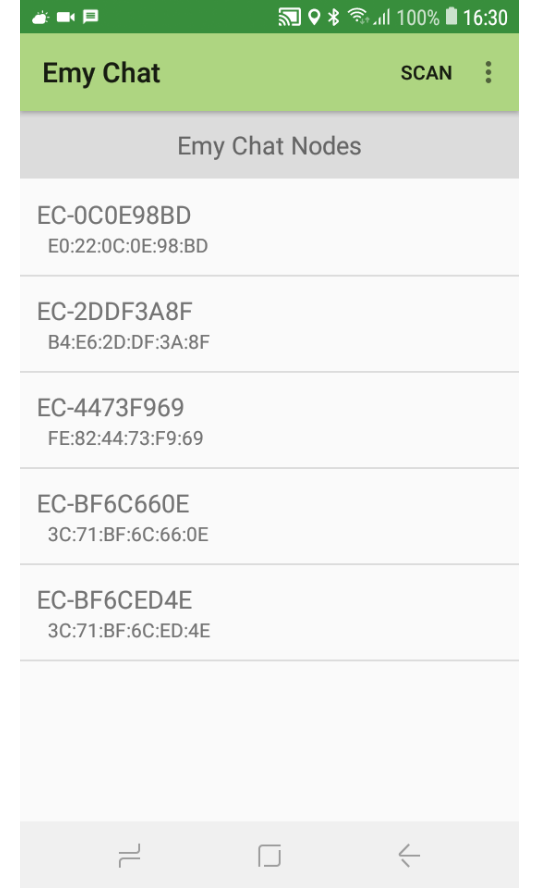 100% 16:30
Emy Chat SCAN
Emy Chat Nodes
EC-0C0E98BD
E0:22:0C:0E:98:BD
EC-2DDF3A8F
B4:E6:2D:DF:3A:8F
EC-4473F969
FE:82:44:73:F9:69
EC-BF6C660E
3C:71:BF:6C:66:0E
EC-BF6CED4E
3C:71:BF:6C:ED:4E